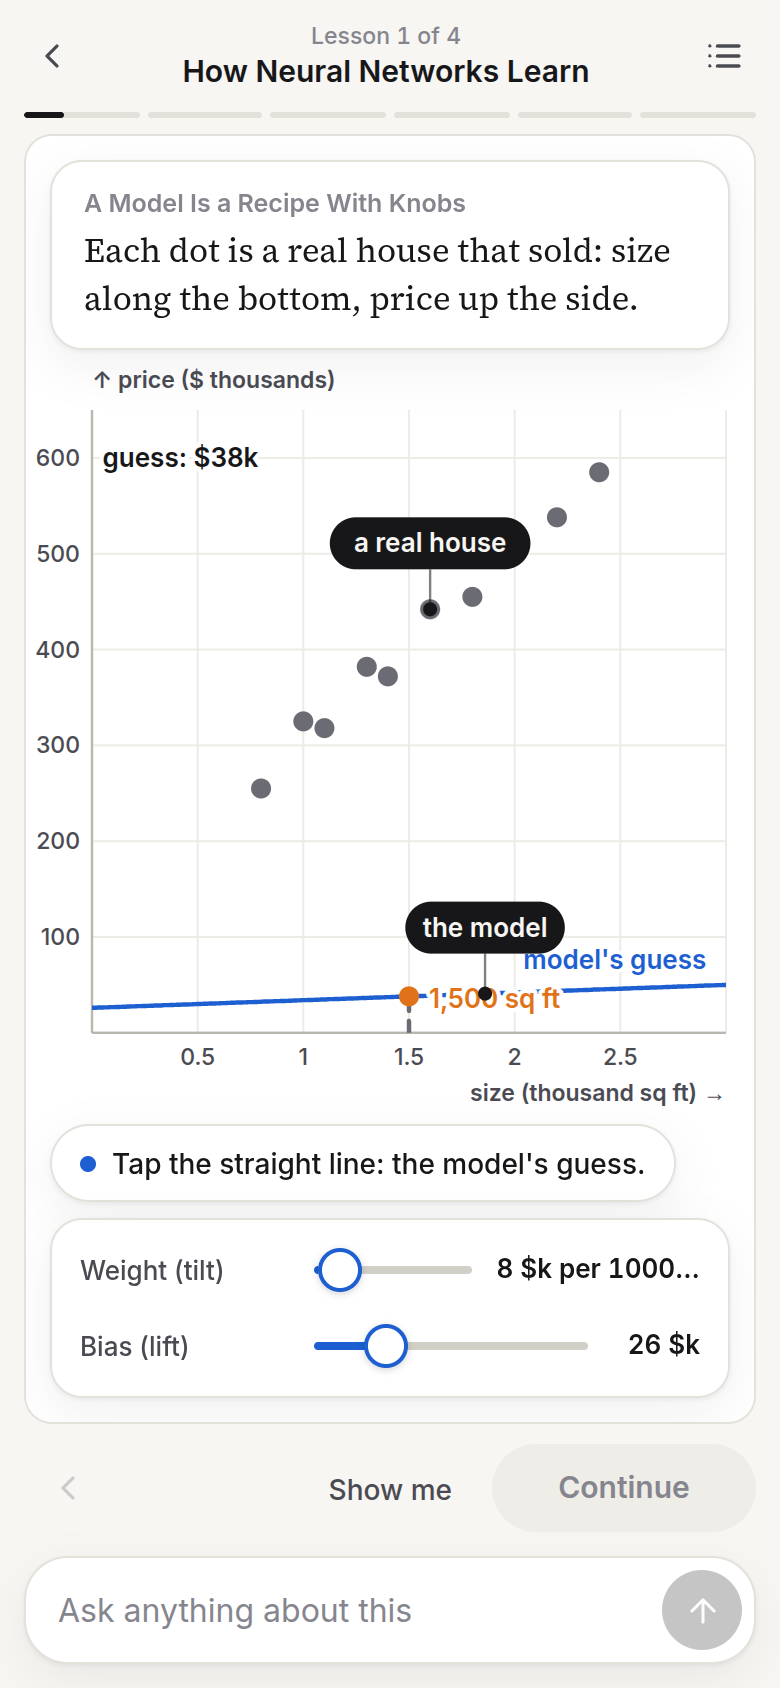 Lesson 1 of 4
How Neural Networks Learn
A Model Is a Recipe With Knobs
Each dot is a real house that sold: size
along the bottom, price up the side.
↑ price ($ thousands)
600
guess: $38k
a real house
500
400
300
200
100
the model
model's guess
1,500 sq ft
0.5 1 1.5 2 2.5
size (thousand sq ft) →
Tap the straight line: the model's guess.
Weight (tilt) 8 $k per 1000...
Bias (lift) 26 $k
Show me Continue
Ask anything about this